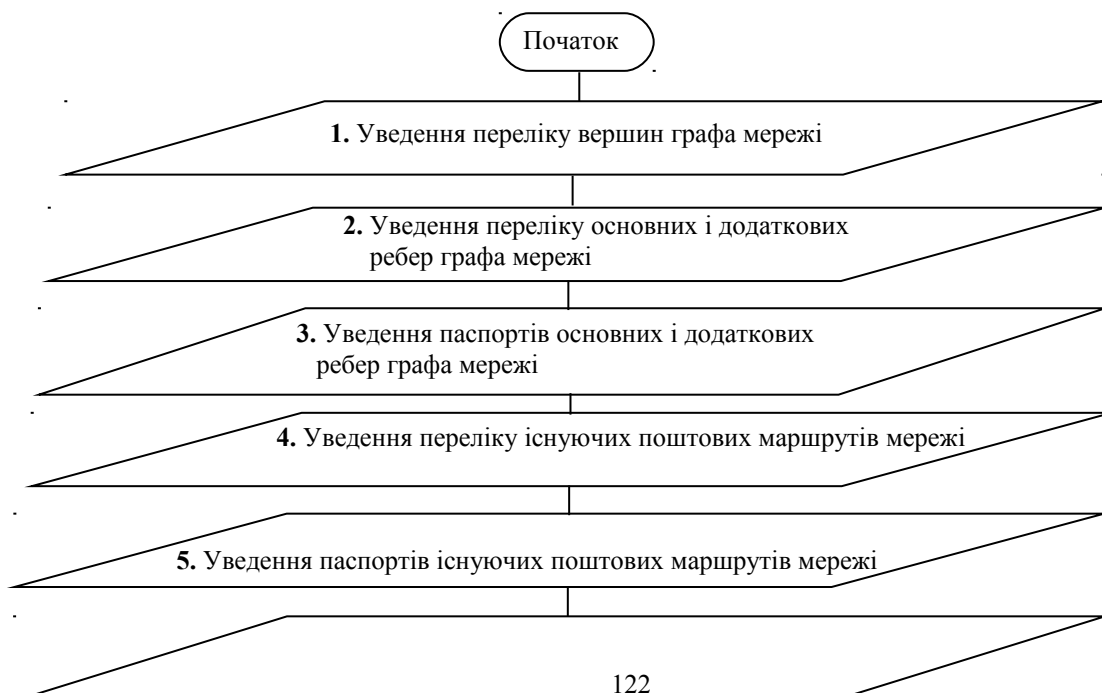 Початок
1. Уведення переліку вершин графа мережі
2. Уведення переліку основних і додаткових
ребер графа мережі
3. Уведення паспортів основних і додаткових
ребер графа мережі
4. Уведення переліку існуючих поштових маршрутів мережі
5. Уведення паспортів існуючих поштових маршрутів мережі
122